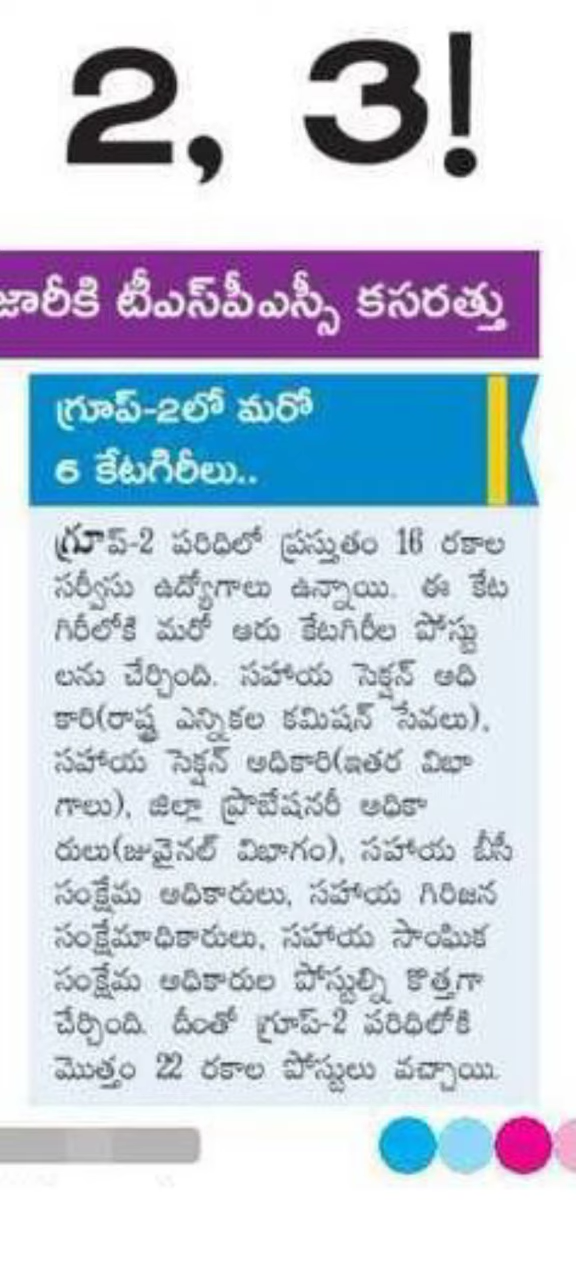 2, 3!
జారీకి టీఎస్‌పీఎస్సీ కసరత్తు
గ్రూప్-2లో మరో
6 కేటగిరీలు..
గ్రూప్-2 పరిధిలో ప్రస్తుతం 16 రకాల
సర్వీసు ఉద్యోగాలు ఉన్నాయి. ఈ కేట
గిరీలోకి మరో ఆరు కేటగిరీల పోస్టు
లను చేర్చింది. సహాయ సెక్షన్ అధి
కారి(రాష్ట్ర ఎన్నికల కమిషన్ సేవలు),
సహాయ సెక్షన్ అధికారి(ఇతర విభా
గాలు), జిల్లా ప్రొబేషనరీ అధికా
రులు(జువైనల్ విభాగం), సహాయ బీసీ
సంక్షేమ అధికారులు, సహాయ గిరిజన
సంక్షేమాధికారులు, సహాయ సాంఘిక
సంక్షేమ అధికారుల పోస్టుల్ని కొత్తగా
చేర్చింది. దీంతో గ్రూప్-2 పరిధిలోకి
మొత్తం 22 రకాల పోస్టులు వచ్చాయి.